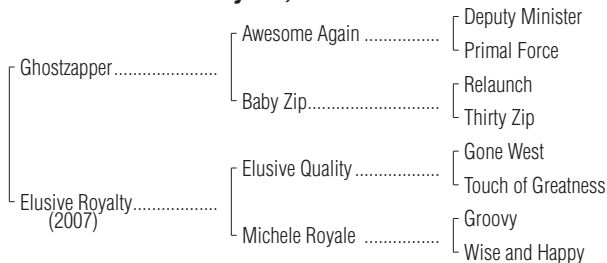 Deputy Minister
Awesome Again ................
Primal Force
Ghostzapper......................
Relaunch
Baby Zip............................
Thirty Zip
Gone West
Elusive Quality ..................
Touch of Greatness
Elusive Royalty..................
(2007)
Groovy
Michele Royale ................
Wise and Happy